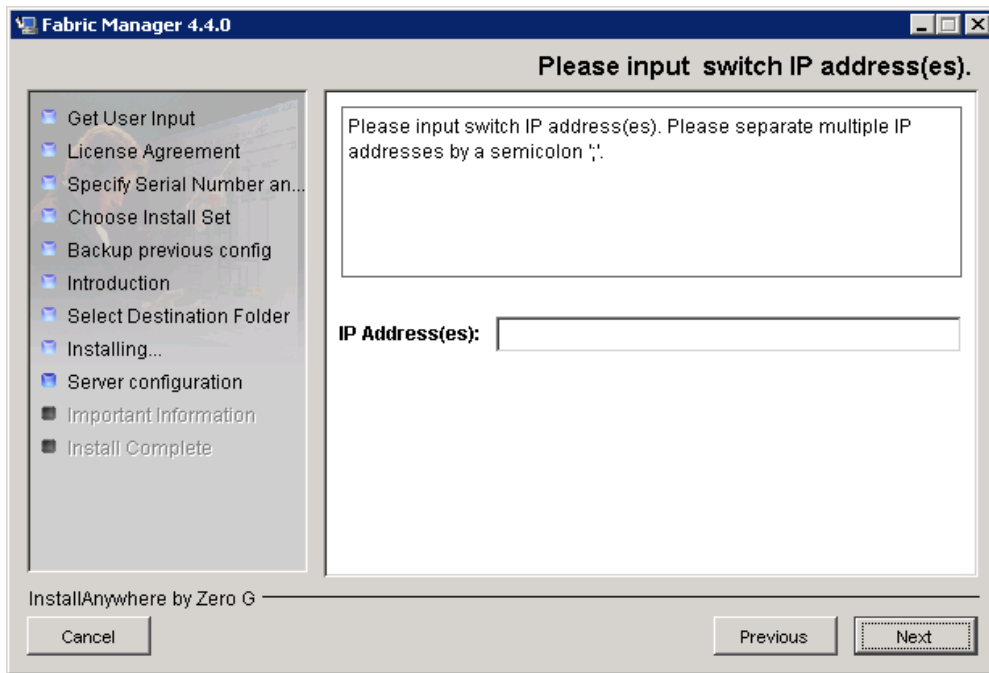 Fabric Manager 4.4.0
Please input switch IP address(es).
Get User Input
License Agreement
Specify Serial Number an...
Choose Install Set
Backup previous config
Introduction
Select Destination Folder
Installing...
Server configuration
Important Information
Install Complete
Please input switch IP address(es). Please separate multiple IP
addresses by a semicolon ';'.
IP Address(es):
InstallAnywhere by Zero G
Cancel
Previous
Next